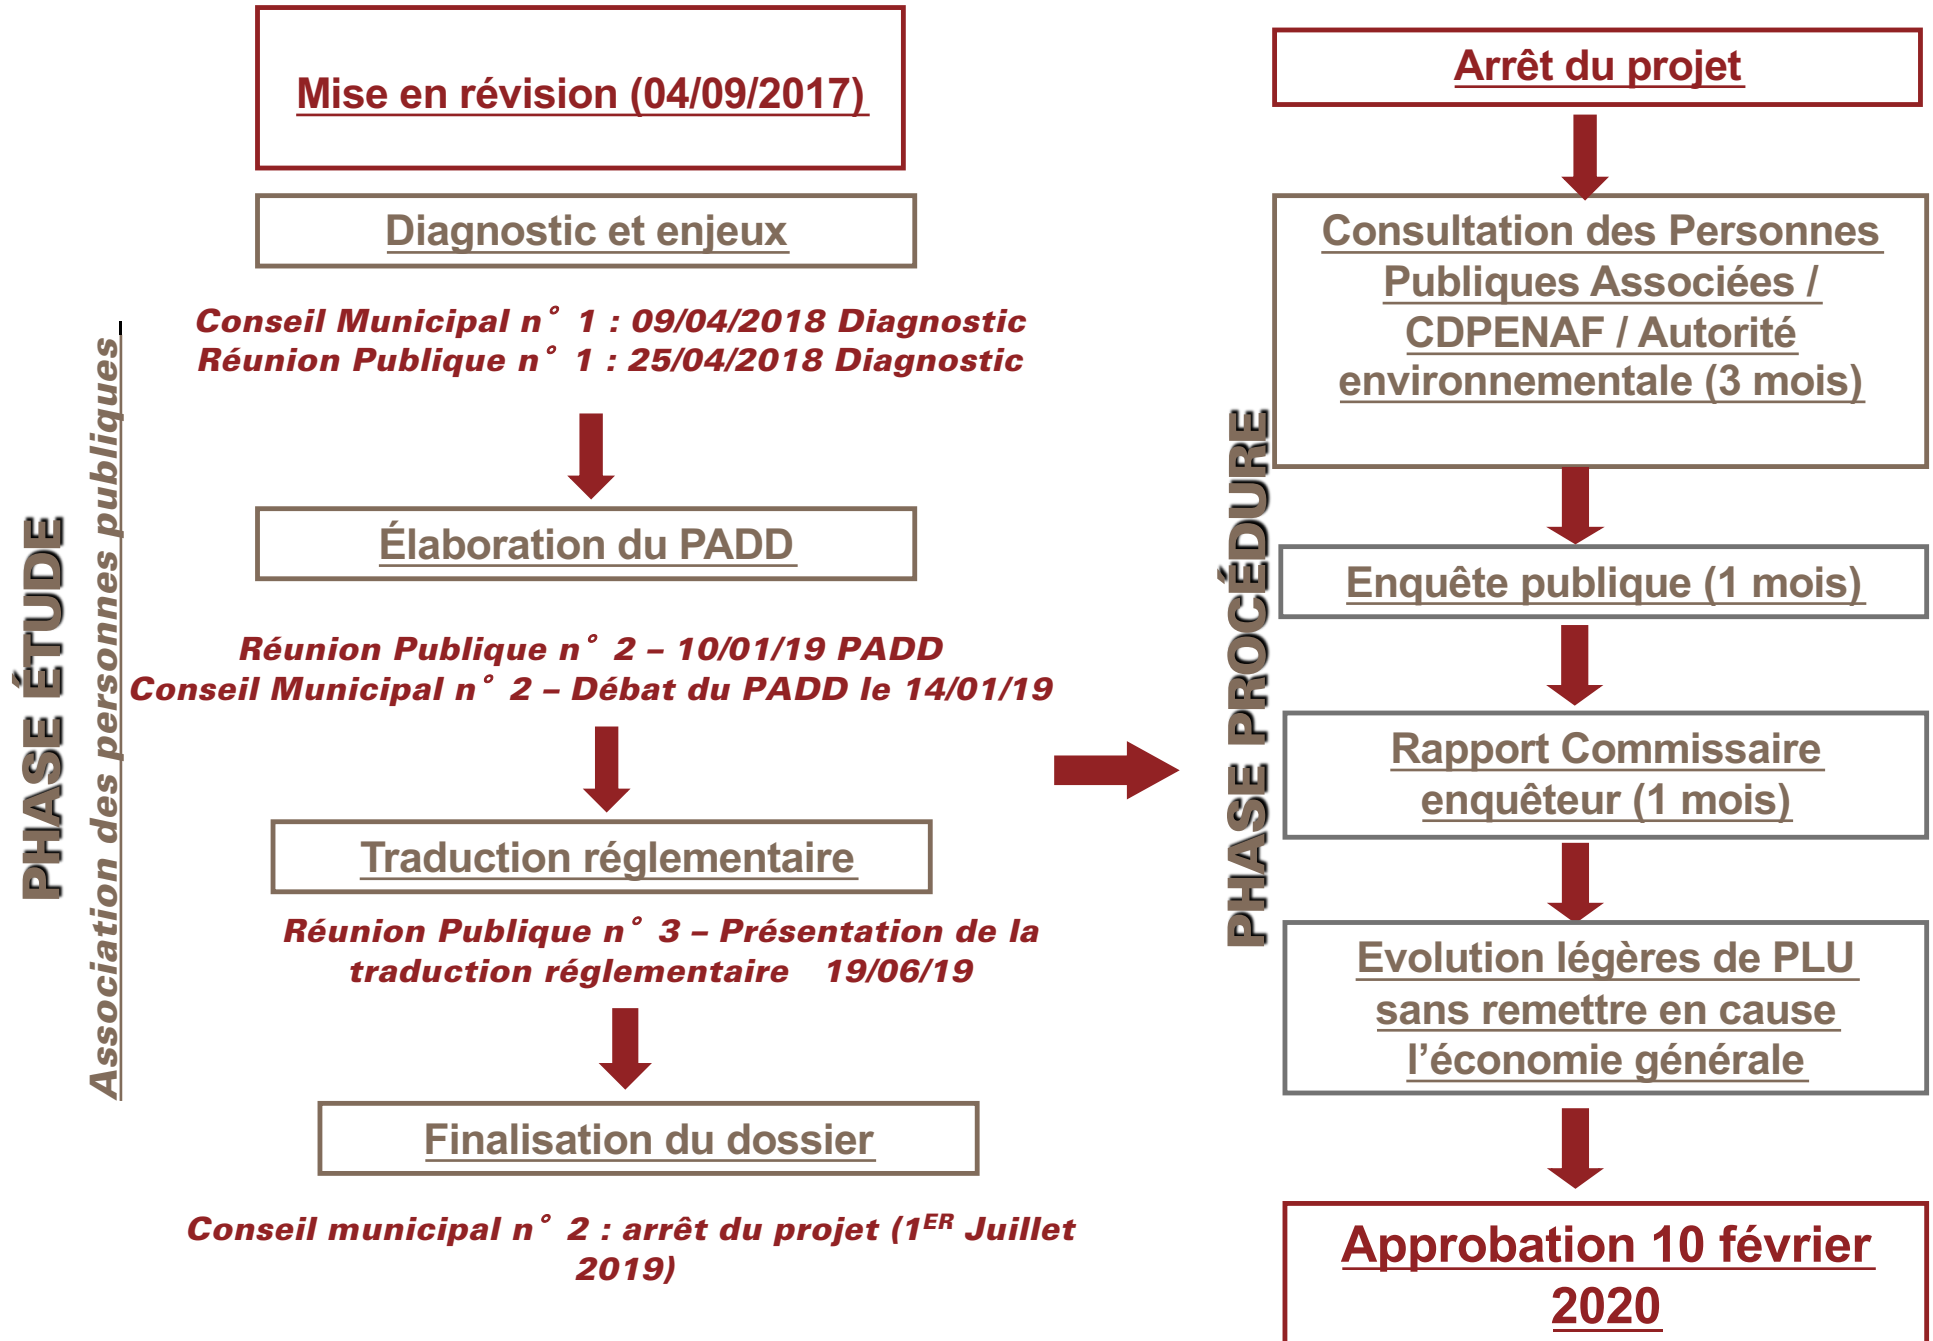 PHASE ÉTUDE
Association des personnes publiques
Mise en révision (04/09/2017)
Diagnostic et enjeux
Conseil Municipal n° 1 : 09/04/2018 Diagnostic
Réunion Publique n° 1 : 25/04/2018 Diagnostic
Élaboration du PADD
Réunion Publique n° 2 – 10/01/19 PADD
Conseil Municipal n° 2 – Débat du PADD le 14/01/19
Traduction réglementaire
Réunion Publique n° 3 – Présentation de la
traduction réglementaire 19/06/19
Finalisation du dossier
Conseil municipal n° 2 : arrêt du projet (1ER Juillet
2019)
PHASE PROCÉDURE
Arrêt du projet
Consultation des Personnes
Publiques Associées /
CDPENAF / Autorité
environnementale (3 mois)
Enquête publique (1 mois)
Rapport Commissaire
enquêteur (1 mois)
Evolution légères de PLU
sans remettre en cause
l’économie générale
Approbation 10 février
2020